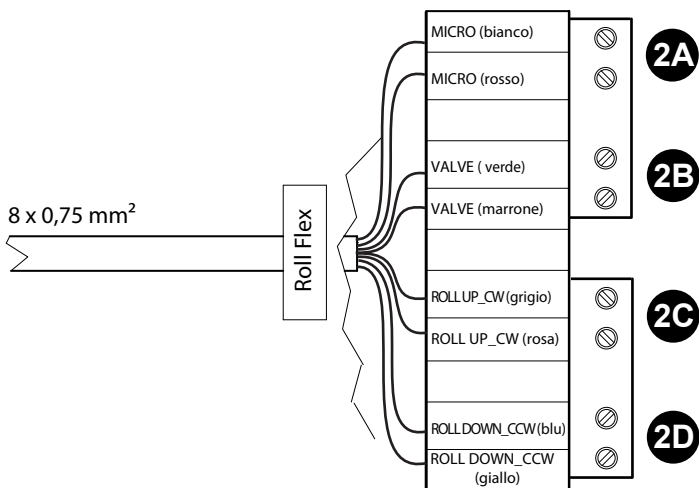 MICRO (bianco)
2A
MICRO (rosso)
VALVE ( verde)
2B
8 x 0,75 mm²
VALVE (marrone)
Roll Flex
ROLL UP_CW (grigio)
2C
ROLL UP_CW (rosa)
ROLL DOWN_CCW (blu)
2D
ROLL DOWN_CCW
(giallo)